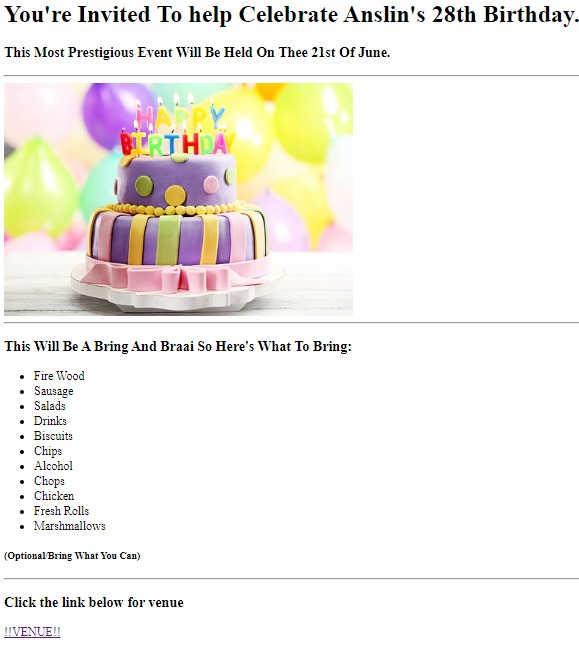 You're Invited To help Celebrate Anslin's 28th Birthday.
This Most Prestigious Event Will Be Held On Thee 21st Of June.
HAPPY
BIRTHDAY
This Will Be A Bring And Braai So Here's What To Bring:
Fire Wood
Sausage
Salads
Drinks
Biscuits
Chips
Alcohol
Chops
Chicken
Fresh Rolls
Marshmallows
(Optional/Bring What You Can)
Click the link below for venue
!!VENUE!!